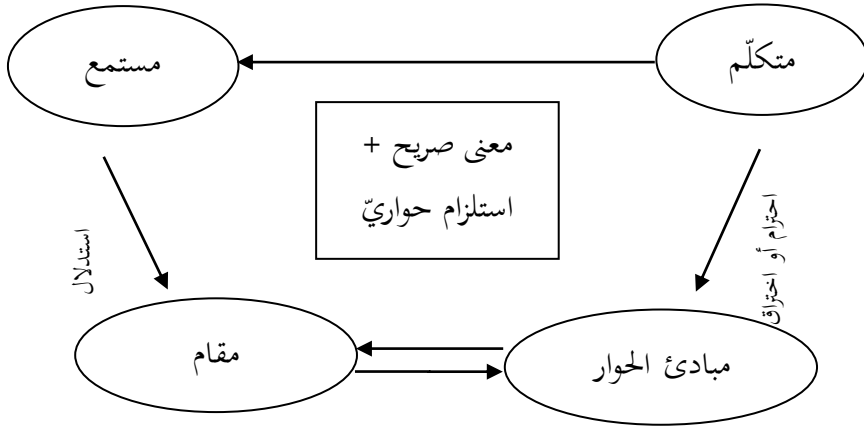 متكلّم
مستمع
معنى صريح +
استلزام حواريّ
احترام أو اختراق
استدلال
مبادئ الحوار
مقام